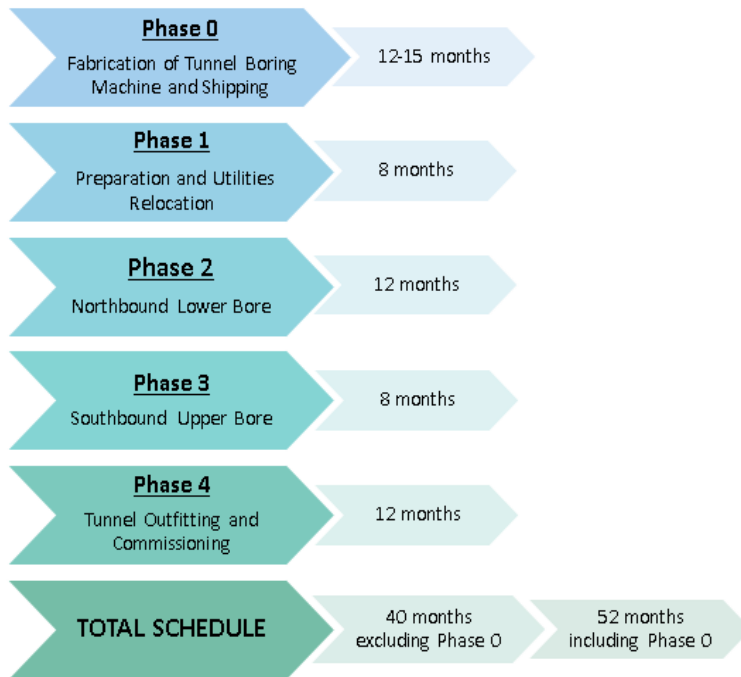 Phase 0
Fabrication of Tunnel Boring
Machine and Shipping
12-15 months
Phase 1
Preparation and Utilities
Relocation
8 months
Phase 2
Northbound Lower Bore
12 months
Phase 3
Southbound Upper Bore
8 months
Phase 4
Tunnel Outfitting and
Commissioning
12 months
TOTAL SCHEDULE
40 months
excluding Phase 0
52 months
including Phase 0